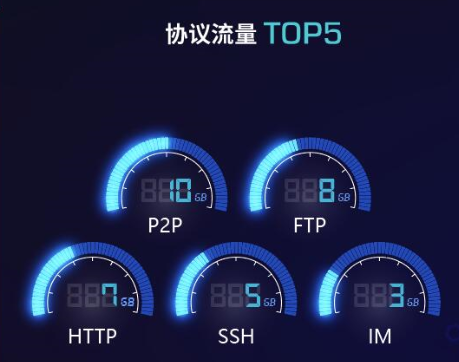 协议流量 TOP5
10 GB
8 GB
P2P
FTP
7 GB
5 GB
3 GB
HTTP
SSH
IM